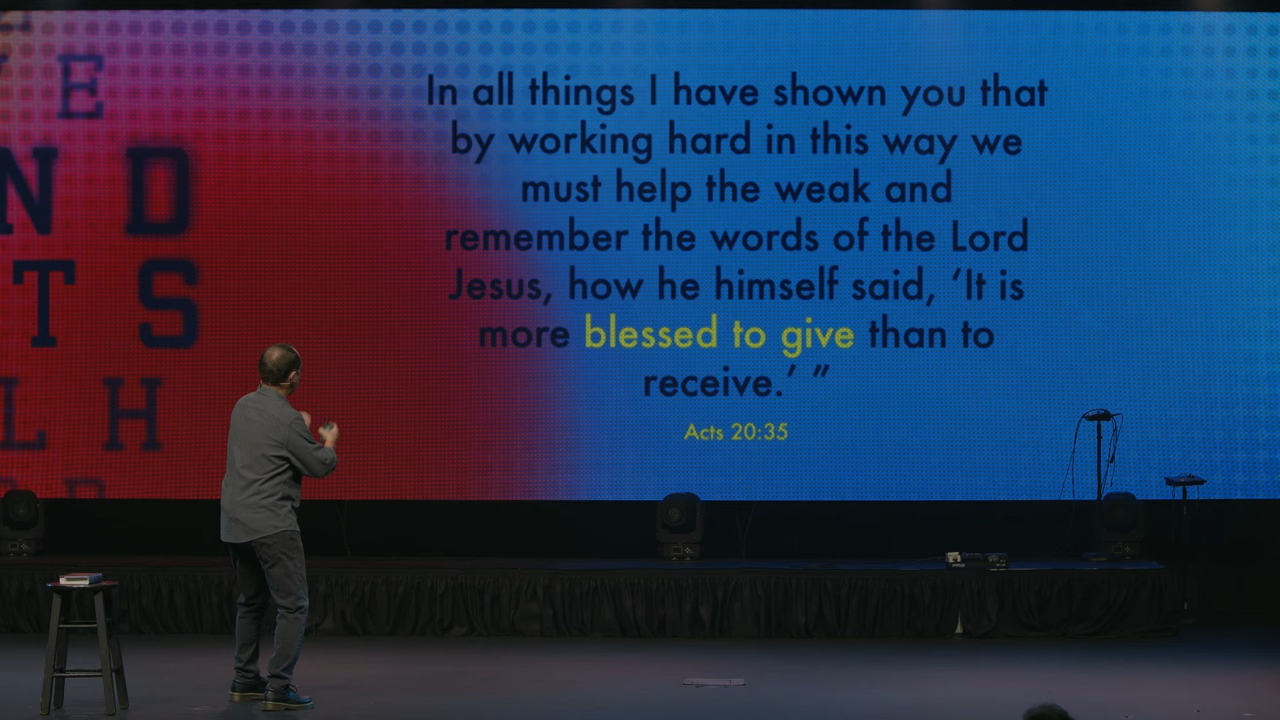 E
N D
T S
L H
In all things I have shown you that
by working hard in this way we
must help the weak and
remember the words of the Lord
Jesus, how he himself said, ‘It is
more blessed to give than to
receive.’ ”
Acts 20:35